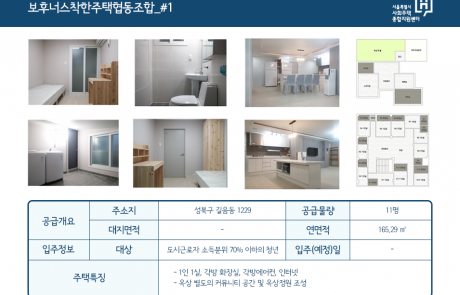 보후너스착한주택협동조합_#1
서울특별시
사회주택
종합지원센터
공급개요 주소지 성북구 길음동 1229 공급물량 11명
대지면적 - 연면적 165.29 ㎡
입주정보 대상 도시근로자 소득분위 70% 이하의 청년 입주(예정)일 -
주택특징
- 1인 1실, 각방 화장실, 각방에어컨, 인터넷
- 옥상 별도의 커뮤니티 공간 및 옥상정원 조성